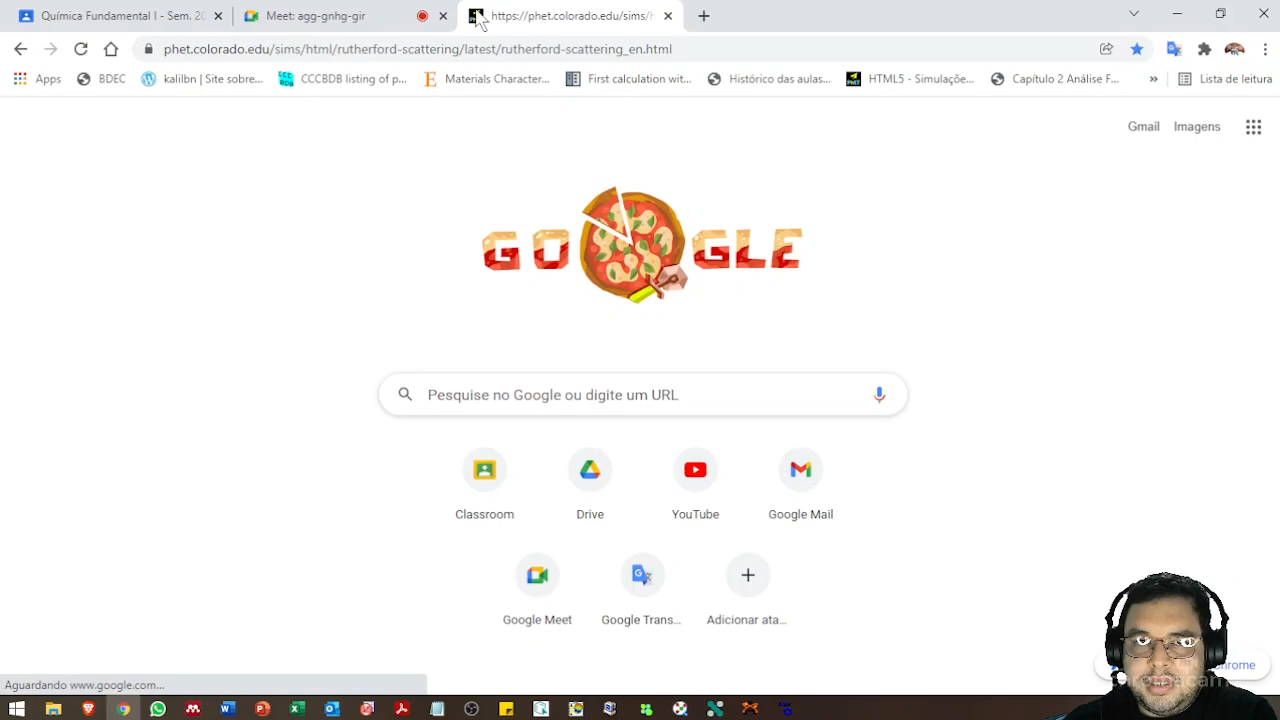 Química Fundamental I - Sem. 20
Meet: agg-gnhg-gir
https://phet.colorado.edu/sims/h
phet.colorado.edu/sims/html/rutherford-scattering/latest/rutherford-scattering_en.html
Apps
BDEC
kalilbn | Site sobre...
CCCBDB listing of p...
Materials Character...
First calculation wit...
Histórico das aulas...
HTML5 - Simulaçõe...
Capítulo 2 Análise F...
»
Lista de leitura
Gmail
Imagens
GOOGLE
Pesquise no Google ou digite um URL
Classroom
Drive
YouTube
Google Mail
Google Meet
Google Trans...
Adicionar ata...
Aguardando www.google.com...